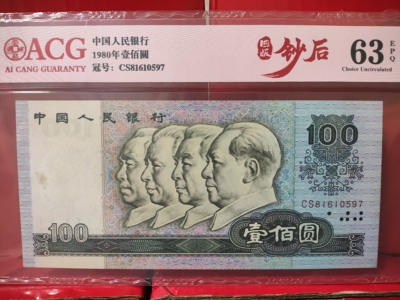 ACG
AI CANG GUARANTY
中国人民银行
1980年壹佰圓
冠号：CS81610597
钞后
63
EPQ
Choice Uncirculated
中国人民银行
100
CS81610597
100
壹佰圆